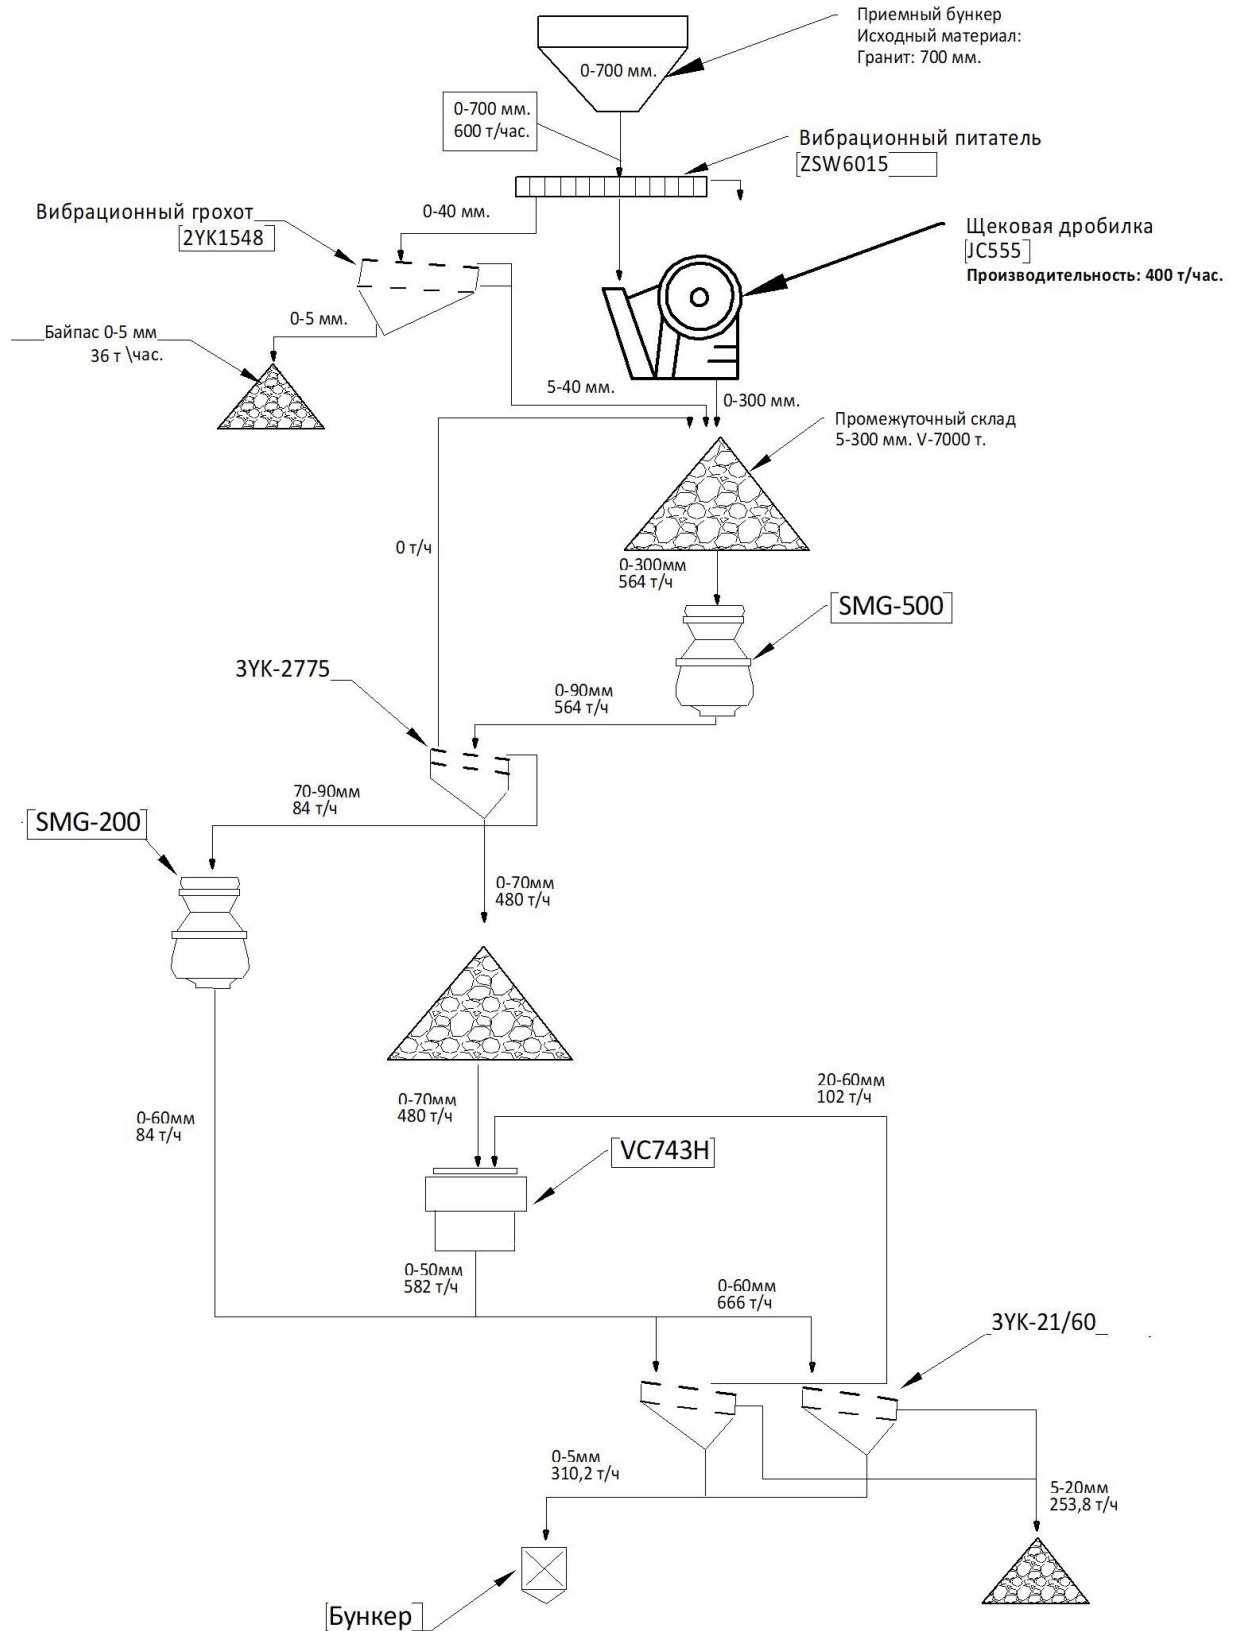 Приемный бункер
Исходный материал:
Гранит: 700 мм.
0-700 мм.
0-700 мм.
600 т/час.
Вибрационный питатель
ZSW6015
Вибрационный грохот
2YK1548
0-40 мм.
Щековая дробилка
JC555
Производительность: 400 т/час.
0-5 мм.
Байпас 0-5 мм
36 т \час.
5-40 мм.
0-300 мм.
Промежуточный склад
5-300 мм. V-7000 т.
0 т/ч
0-300мм
564 т/ч
SMG-500
3YK-2775
0-90мм
564 т/ч
70-90мм
84 т/ч
SMG-200
0-70мм
480 т/ч
0-70мм
480 т/ч
20-60мм
102 т/ч
0-60мм
84 т/ч
VC743H
0-50мм
582 т/ч
0-60мм
666 т/ч
3YK-21/60
0-5мм
310,2 т/ч
5-20мм
253,8 т/ч
Бункер